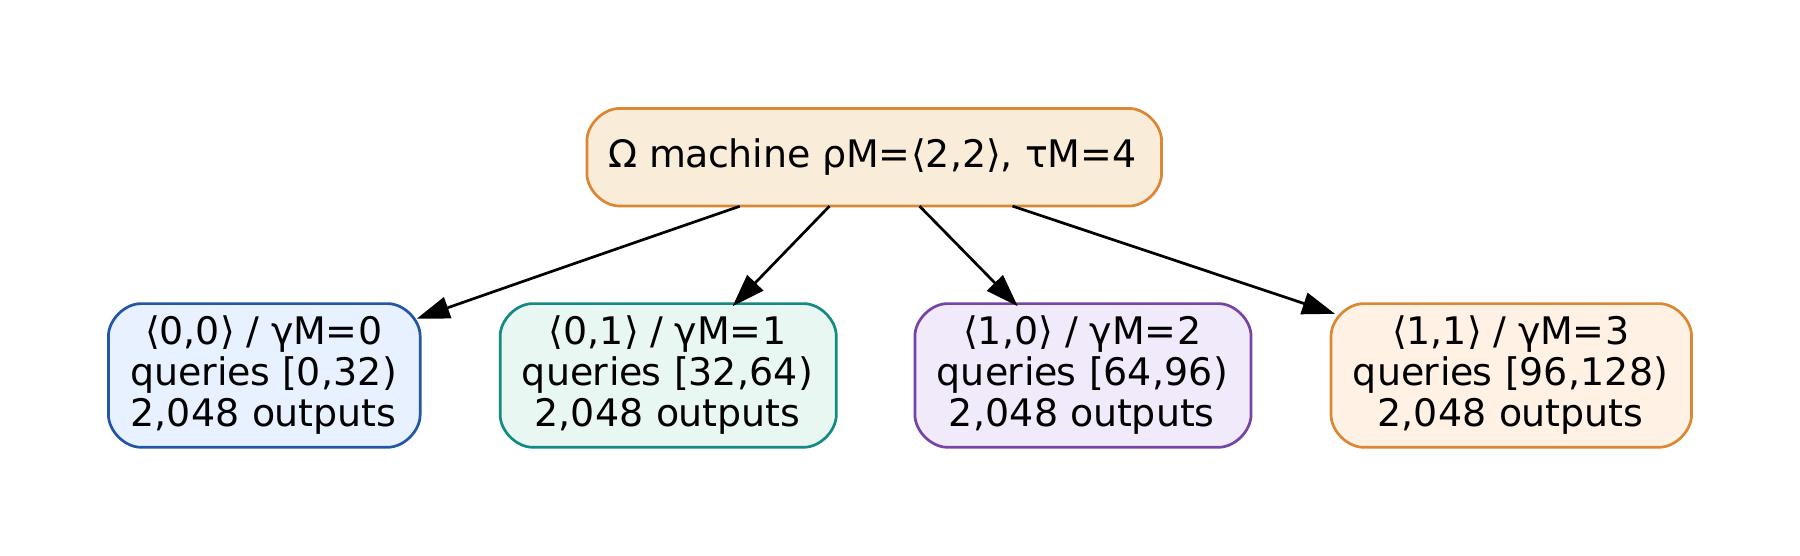 Ω machine ρM=⟨2,2⟩, τM=4
⟨0,0⟩ / γM=0
queries [0,32)
2,048 outputs
⟨0,1⟩ / γM=1
queries [32,64)
2,048 outputs
⟨1,0⟩ / γM=2
queries [64,96)
2,048 outputs
⟨1,1⟩ / γM=3
queries [96,128)
2,048 outputs